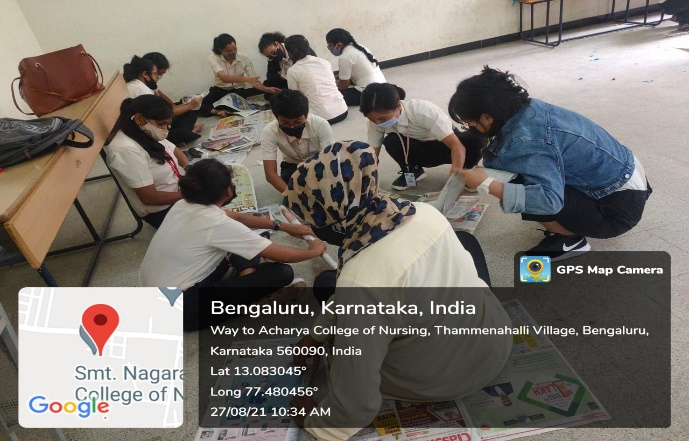 GPS Map Camera
Bengaluru, Karnataka, India
Way to Acharya College of Nursing, Thammenahalli Village, Bengaluru,
Karnataka 560090, India
Lat 13.083045°
Long 77.480456°
27/08/21 10:34 AM
Smt. Nagara
College of N
Google